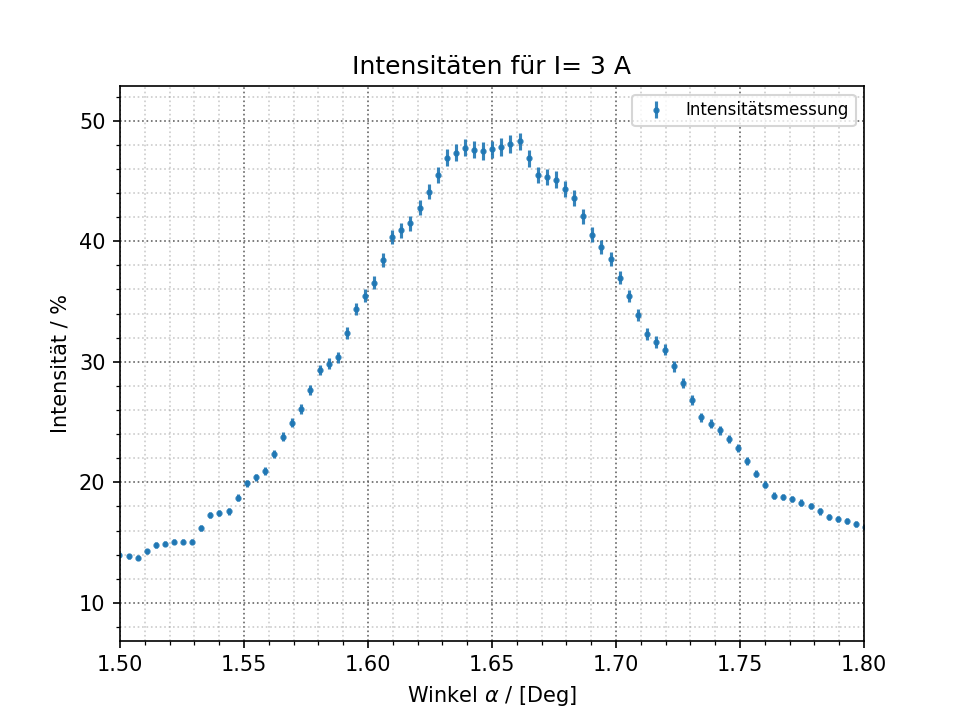 Intensitäten für I= 3 A
Intensitätsmessung
50
40
30
20
10
Intensität / %
1.50 1.55 1.60 1.65 1.70 1.75 1.80
Winkel α / [Deg]